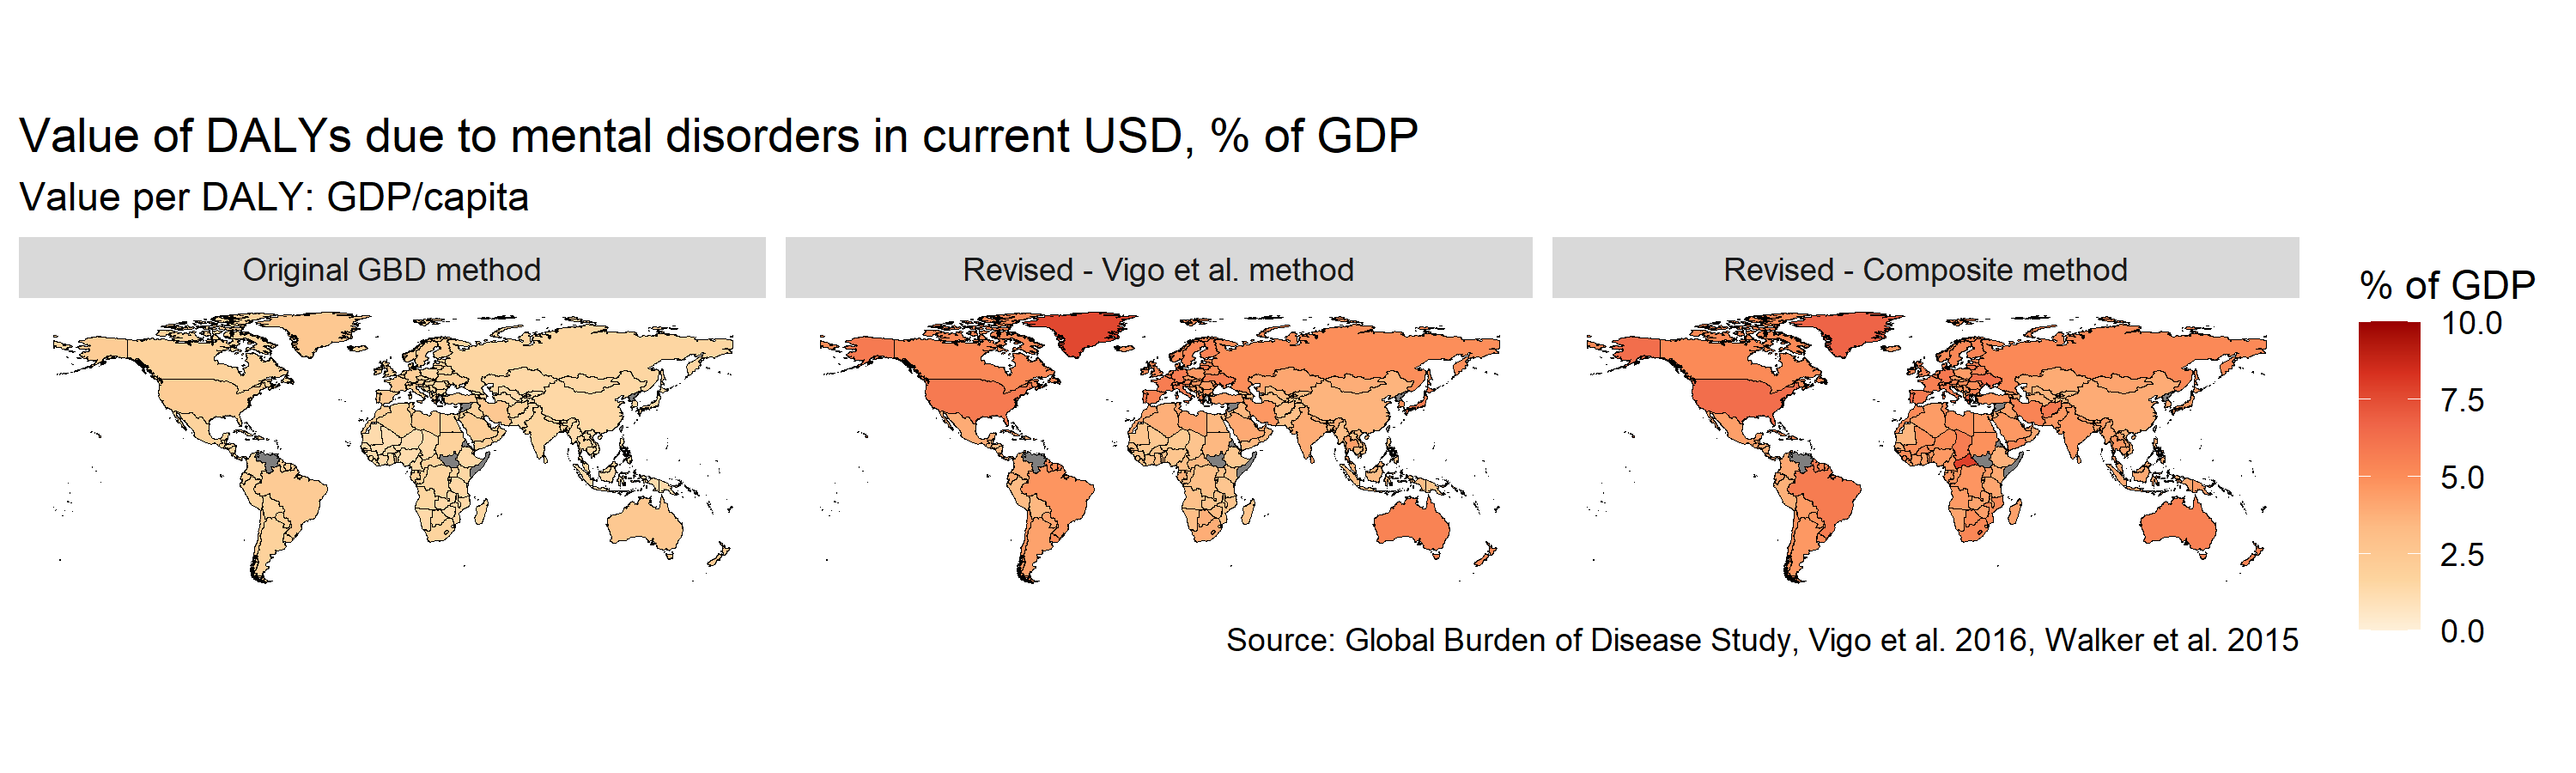 Value of DALYs due to mental disorders in current USD, % of GDP
Value per DALY: GDP/capita
Original GBD method
Revised - Vigo et al. method
Revised - Composite method
% of GDP
10.0
7.5
5.0
2.5
0.0
Source: Global Burden of Disease Study, Vigo et al. 2016, Walker et al. 2015